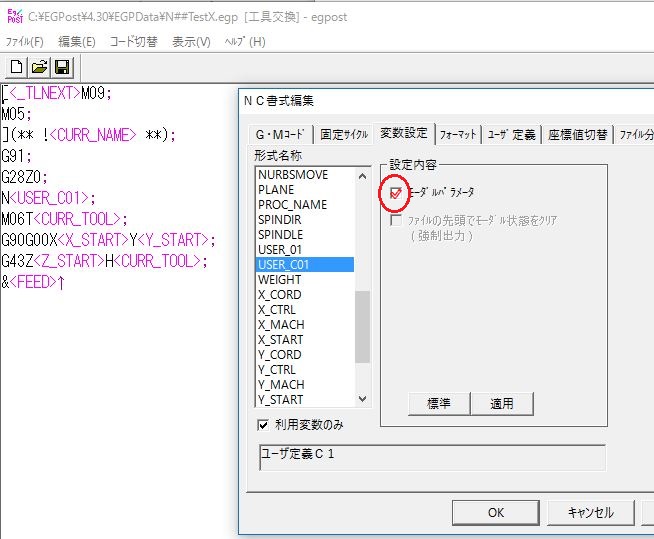 C:¥EGPost¥4.30¥EGPData¥N##TestX.egp [工具交換] - egpost
ﾌｧｲﾙ(F) 編集(E) コード切替 表示(V) ﾍﾙﾌﾟ(H)
[<_TLNEXT>M09;
M05;
](** !<CURR_NAME> **);
G91;
G28Z0;
N<USER_C01>;
M06T<CURR_TOOL>;
G90G00X<X_START>Y<Y_START>;
G43Z<Z_START>H<CURR_TOOL>;
&<FEED>↑
ＮＣ書式編集
Ｇ・Ｍｺｰﾄﾞ 固定ｻｲｸﾙ 変数設定 ﾌｫｰﾏｯﾄ ﾕｰｻﾞ定義 座標値切替 ﾌｧｲﾙ分
形式名称
NURBSMOVE
PLANE
PROC_NAME
SPINDIR
SPINDLE
USER_01
USER_C01
WEIGHT
X_CORD
X_CTRL
X_MACH
X_START
Y_CORD
Y_CTRL
Y_MACH
Y_START
利用変数のみ
設定内容
ﾓｰﾀﾞﾙﾊﾟﾗﾒｰﾀ
ﾌｧｲﾙの先頭でﾓｰﾀﾞﾙ状態をｸﾘｱ
（強制出力）
標準 適用
ユーザ定義Ｃ１
OK キャンセル